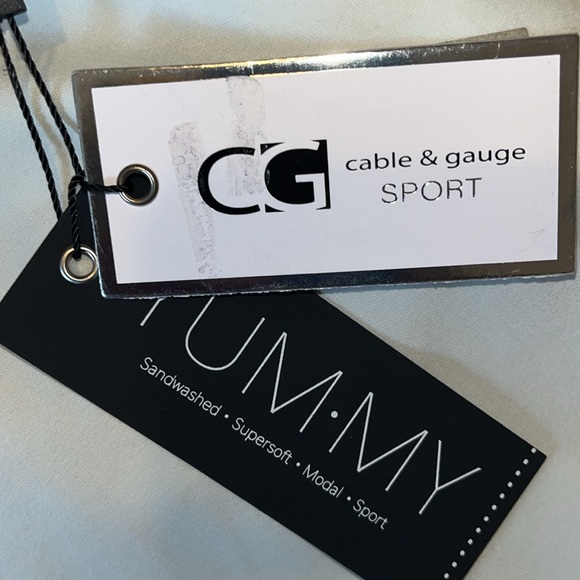 CG
cable & gauge
SPORT
YUM·MY
Sandwashed • Supersoft • Modal • Sport